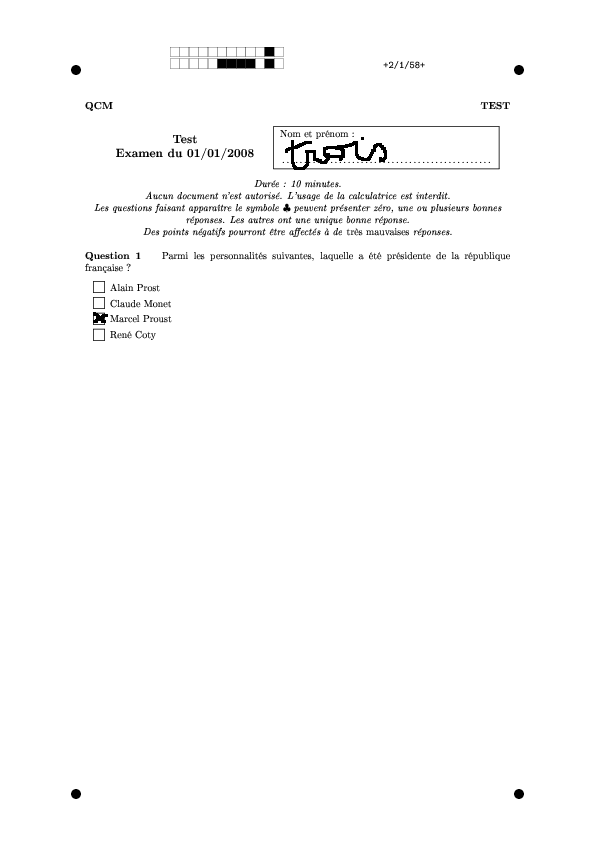 +2/1/58+
QCM TEST
Test
Examen du 01/01/2008
Nom et prénom :
trois
Durée : 10 minutes.
Aucun document n'est autorisé. L'usage de la calculatrice est interdit.
Les questions faisant apparaître le symbole ♣ peuvent présenter zéro, une ou plusieurs bonnes
réponses. Les autres ont une unique bonne réponse.
Des points négatifs pourront être affectés à de très mauvaises réponses.
Question 1 Parmi les personnalités suivantes, laquelle a été présidente de la république
française ?
Alain Prost
Claude Monet
Marcel Proust
René Coty